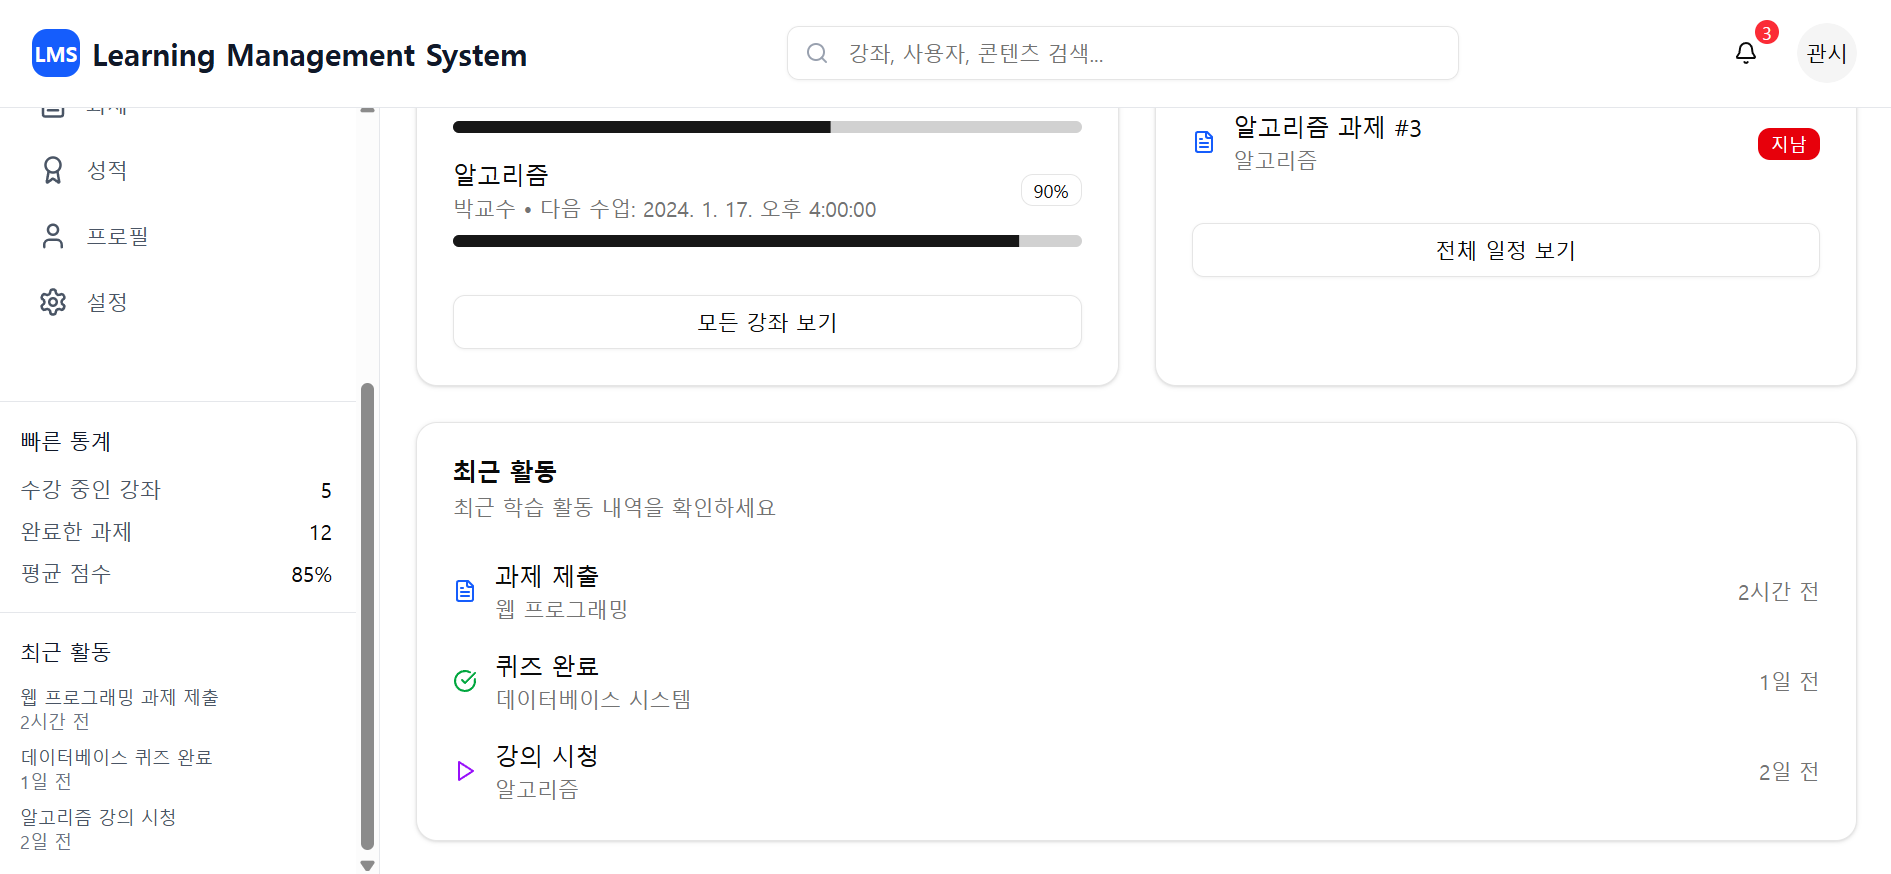 LMS Learning Management System
강좌, 사용자, 콘텐츠 검색...
3
관시
성적
프로필
설정
빠른 통계
수강 중인 강좌 5
완료한 과제 12
평균 점수 85%
최근 활동
웹 프로그래밍 과제 제출
2시간 전
데이터베이스 퀴즈 완료
1일 전
알고리즘 강의 시청
2일 전
알고리즘
박교수 • 다음 수업: 2024. 1. 17. 오후 4:00:00
90%
모든 강좌 보기
알고리즘 과제 #3
알고리즘
지남
전체 일정 보기
최근 활동
최근 학습 활동 내역을 확인하세요
과제 제출
웹 프로그래밍
2시간 전
퀴즈 완료
데이터베이스 시스템
1일 전
강의 시청
알고리즘
2일 전